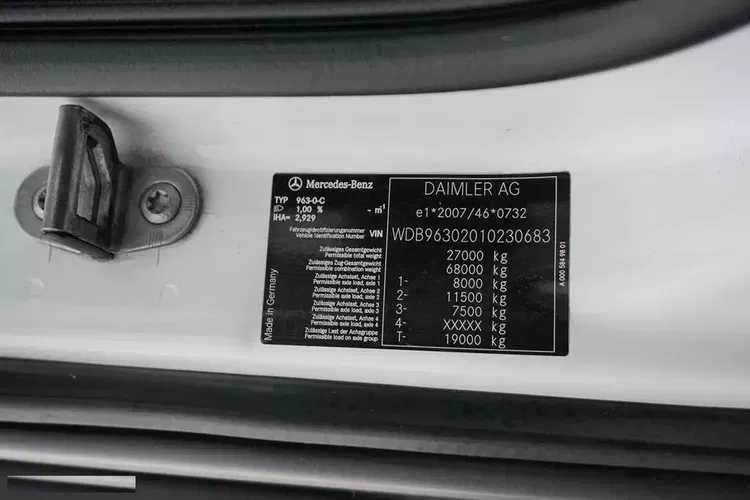 Mercedes-Benz
TYP 963-0-C
1,00 % - m⁻¹
IHA= 2,929
Fahrzeugidentifizierungsnummer
Vehicle Identification Number VIN
Zulässiges Gesamtgewicht
Permissible total weight
Zulässiges Zug-Gesamtgewicht
Permissible combination weight
Zulässige Achslast, Achse 1
Permissible axle load, axle 1
Zulässige Achslast, Achse 2
Permissible axle load, axle 2
Zulässige Achslast, Achse 3
Permissible axle load, axle 3
Zulässige Achslast, Achse 4
Permissible axle load, axle 4
Zulässige Last der Achsgruppe
Permissible load on axle group
Made in Germany
DAIMLER AG
e1*2007/46*0732
WDB96302010230683
27000 kg
68000 kg
1- 8000 kg
2- 11500 kg
3- 7500 kg
4- XXXXX kg
T- 19000 kg
A 000 584 98 01